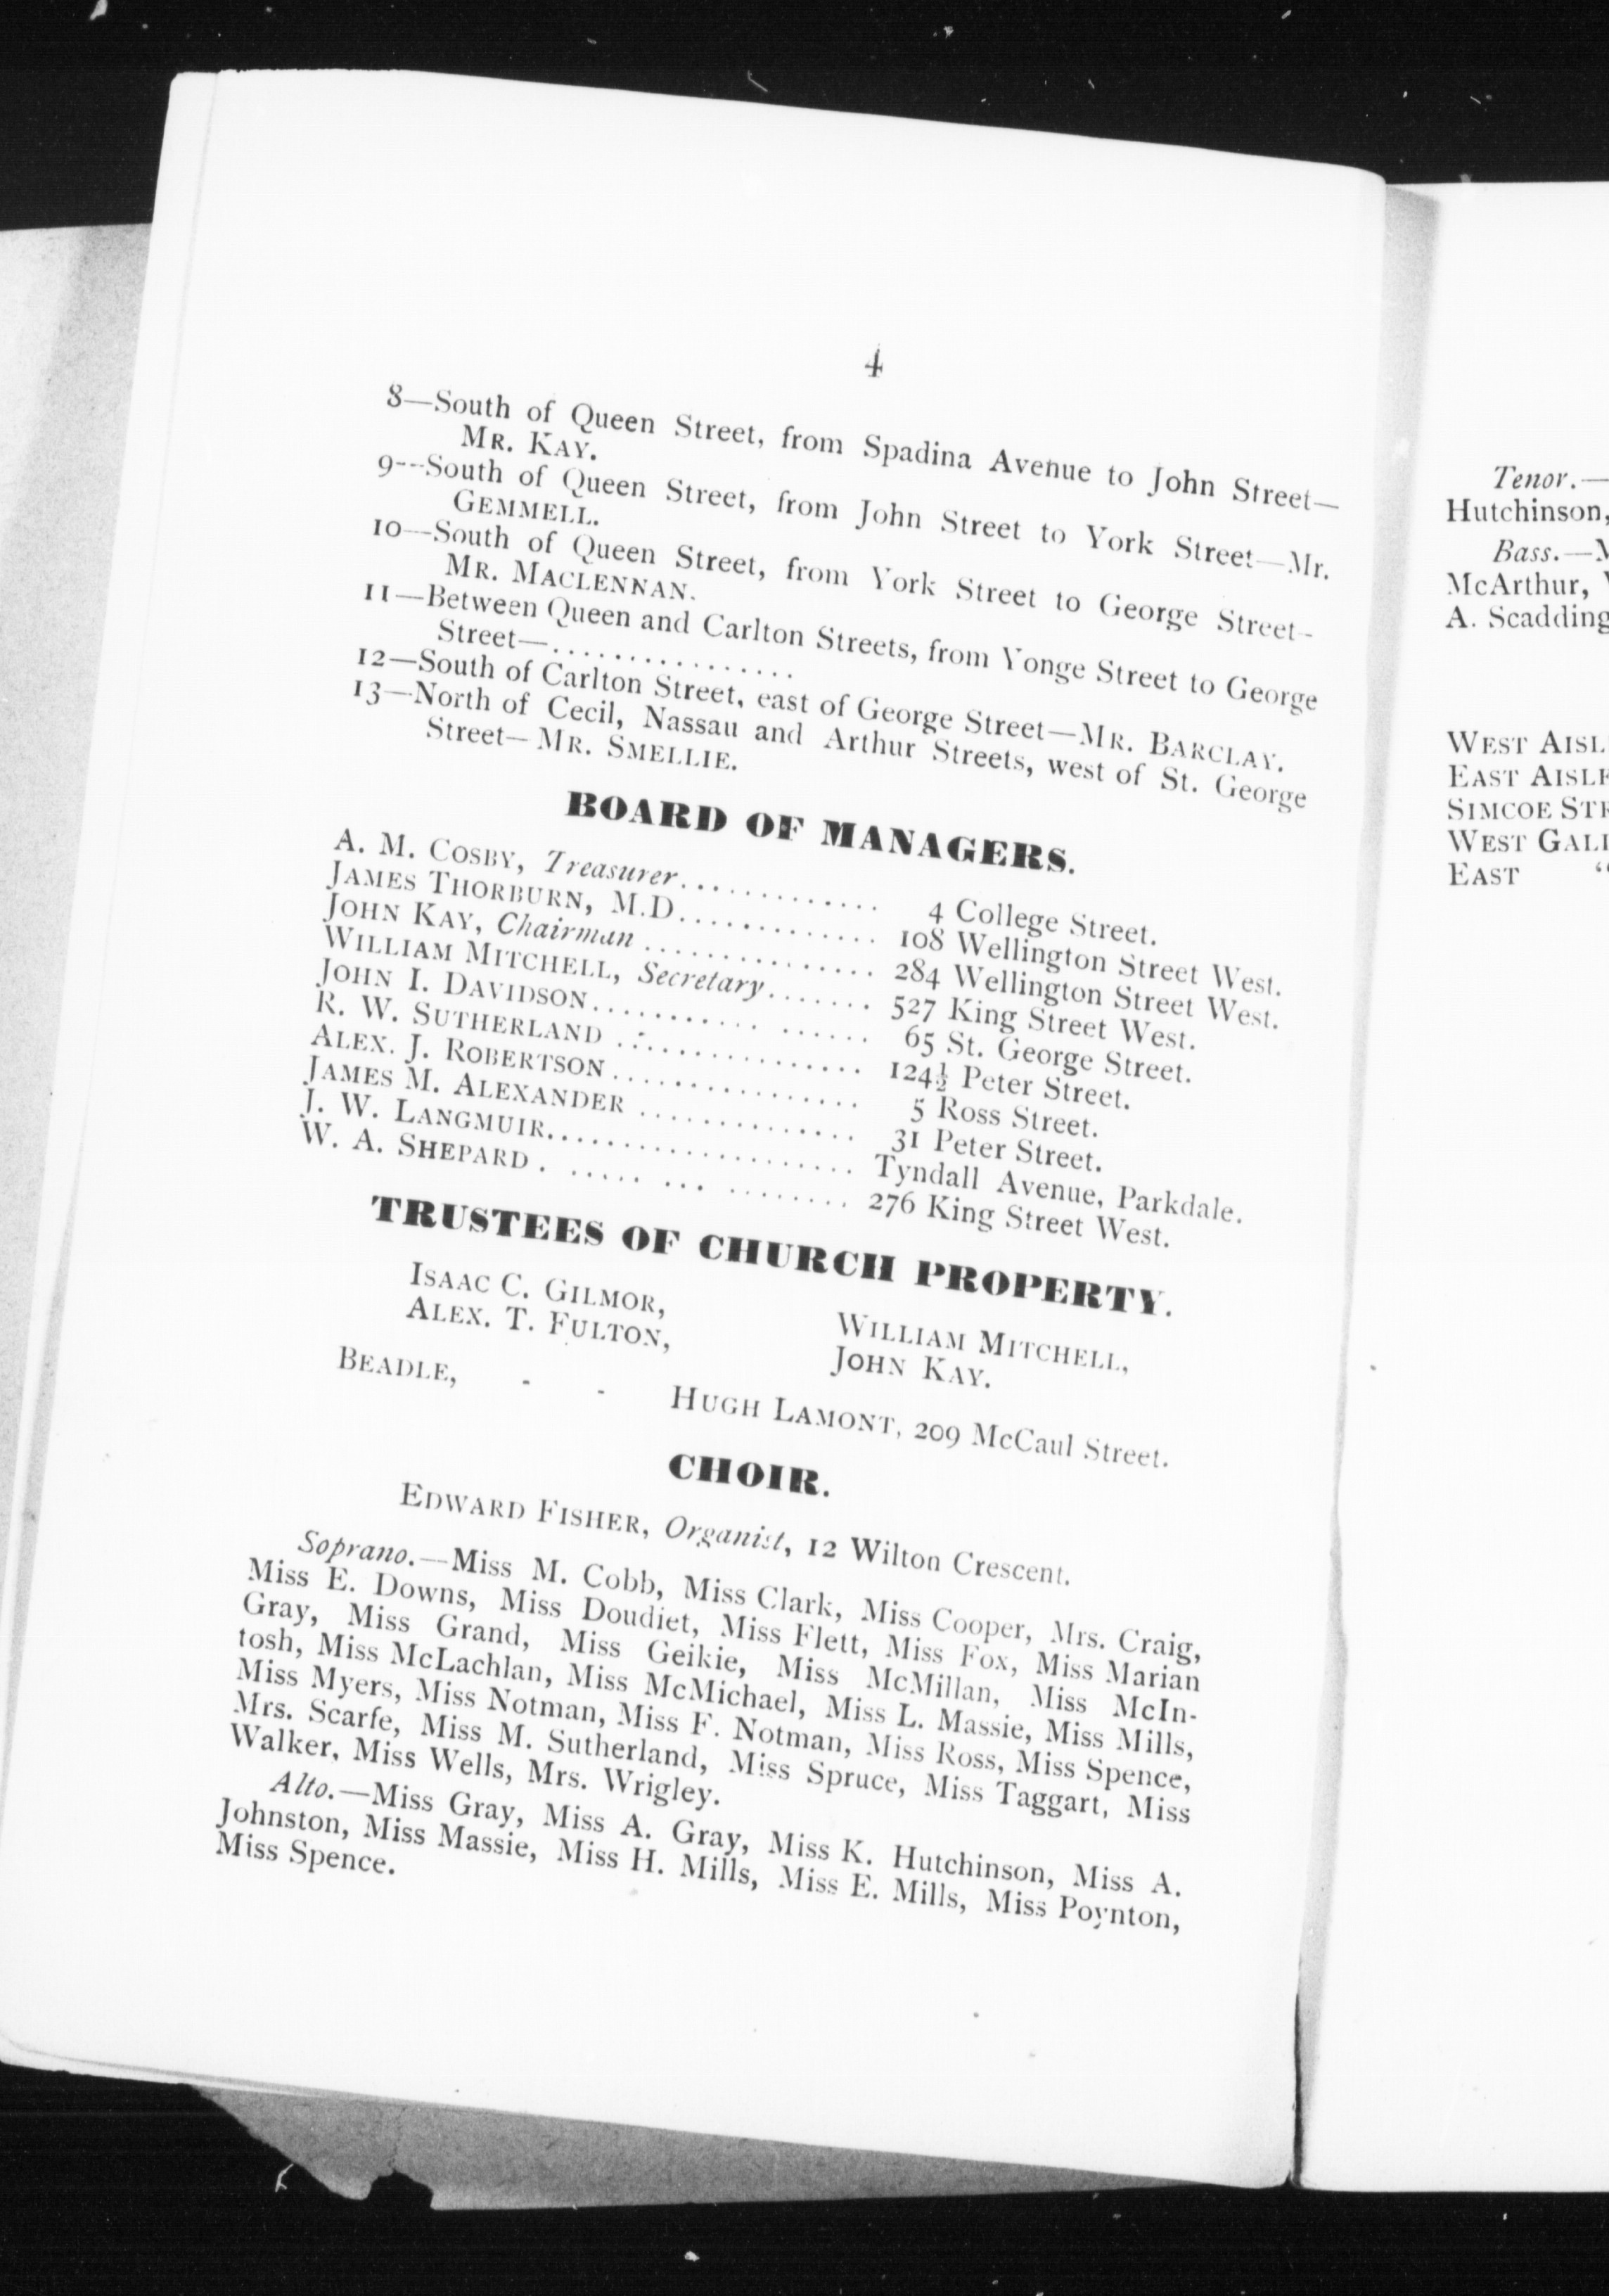 4
8—South of Queen Street, from Spadina Avenue to John Street—
MR. KAY.
9---South of Queen Street, from John Street to York Street—Mr.
GEMMELL.
10—South of Queen Street, from York Street to George Street-
MR. MACLENNAN.
11—Between Queen and Carlton Streets, from Yonge Street to George
Street—................
12—South of Carlton Street, east of George Street—MR. BARCLAY.
13—North of Cecil, Nassau and Arthur Streets, west of St. George
Street—MR. SMELLIE.
BOARD OF MANAGERS.
A. M. COSBY, Treasurer............. 4 College Street.
JAMES THORBURN, M.D............. 108 Wellington Street West.
JOHN KAY, Chairman ............... 284 Wellington Street West.
WILLIAM MITCHELL, Secretary....... 527 King Street West.
JOHN I. DAVIDSON................. 65 St. George Street.
R. W. SUTHERLAND ................ 124½ Peter Street.
ALEX. J. ROBERTSON................ 5 Ross Street.
JAMES M. ALEXANDER .............. 31 Peter Street.
J. W. LANGMUIR.................... Tyndall Avenue, Parkdale.
W. A. SHEPARD . ..... ... ........ 276 King Street West.
TRUSTEES OF CHURCH PROPERTY.
ISAAC C. GILMOR, WILLIAM MITCHELL,
ALEX. T. FULTON, JOHN KAY.
BEADLE, - - HUGH LAMONT, 209 McCaul Street.
CHOIR.
EDWARD FISHER, Organist, 12 Wilton Crescent.
Soprano.—Miss M. Cobb, Miss Clark, Miss Cooper, Mrs. Craig,
Miss E. Downs, Miss Doudiet, Miss Flett, Miss Fox, Miss Marian
Gray, Miss Grand, Miss Geikie, Miss McMillan, Miss McIn-
tosh, Miss McLachlan, Miss McMichael, Miss L. Massie, Miss Mills,
Miss Myers, Miss Notman, Miss F. Notman, Miss Ross, Miss Spence,
Mrs. Scarfe, Miss M. Sutherland, Miss Spruce, Miss Taggart, Miss
Walker, Miss Wells, Mrs. Wrigley.
Alto.—Miss Gray, Miss A. Gray, Miss K. Hutchinson, Miss A.
Johnston, Miss Massie, Miss H. Mills, Miss E. Mills, Miss Poynton,
Miss Spence.
Tenor.—
Hutchinson,
Bass.—
McArthur,
A. Scadding
WEST
EAST
SIMCOE
WEST
EAST "